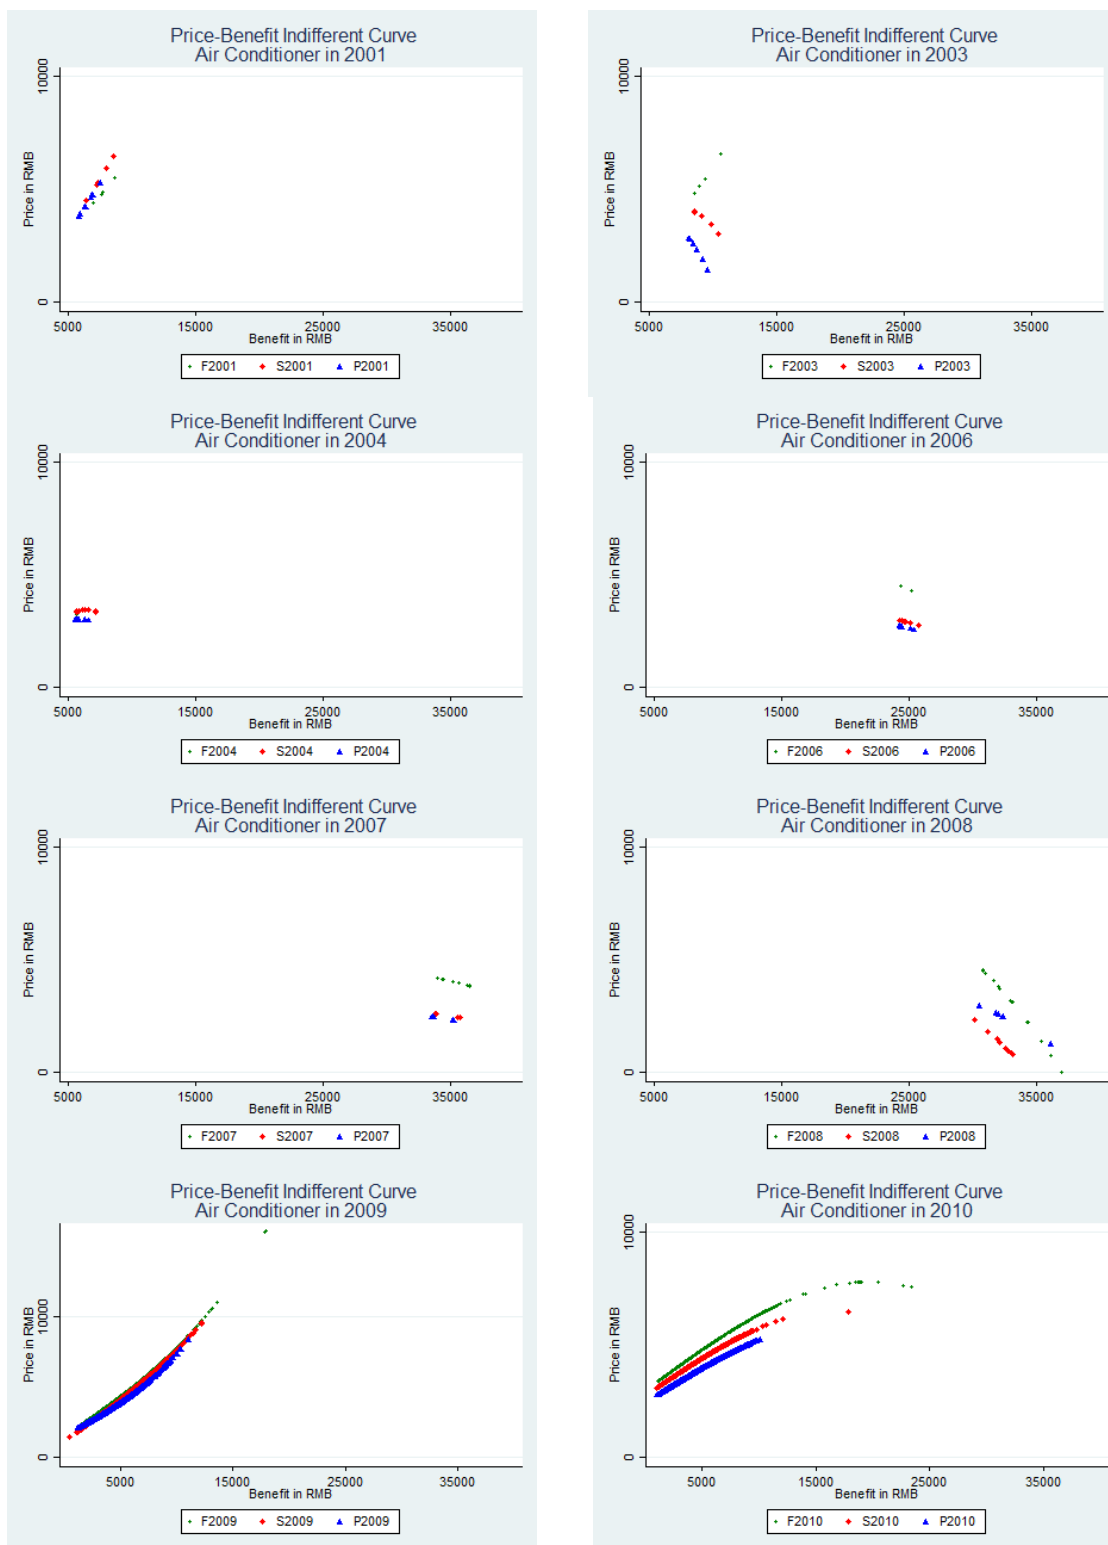 Price-Benefit Indifferent Curve
Air Conditioner in 2001
Price in RMB
10000
0
5000 15000 25000 35000
Benefit in RMB
F2001 S2001 P2001
Price-Benefit Indifferent Curve
Air Conditioner in 2003
Price in RMB
10000
0
5000 15000 25000 35000
Benefit in RMB
F2003 S2003 P2003
Price-Benefit Indifferent Curve
Air Conditioner in 2004
Price in RMB
10000
0
5000 15000 25000 35000
Benefit in RMB
F2004 S2004 P2004
Price-Benefit Indifferent Curve
Air Conditioner in 2006
Price in RMB
10000
0
5000 15000 25000 35000
Benefit in RMB
F2006 S2006 P2006
Price-Benefit Indifferent Curve
Air Conditioner in 2007
Price in RMB
10000
0
5000 15000 25000 35000
Benefit in RMB
F2007 S2007 P2007
Price-Benefit Indifferent Curve
Air Conditioner in 2008
Price in RMB
10000
0
5000 15000 25000 35000
Benefit in RMB
F2008 S2008 P2008
Price-Benefit Indifferent Curve
Air Conditioner in 2009
Price in RMB
10000
0
5000 15000 25000 35000
Benefit in RMB
F2009 S2009 P2009
Price-Benefit Indifferent Curve
Air Conditioner in 2010
Price in RMB
10000
0
5000 15000 25000 35000
Benefit in RMB
F2010 S2010 P2010